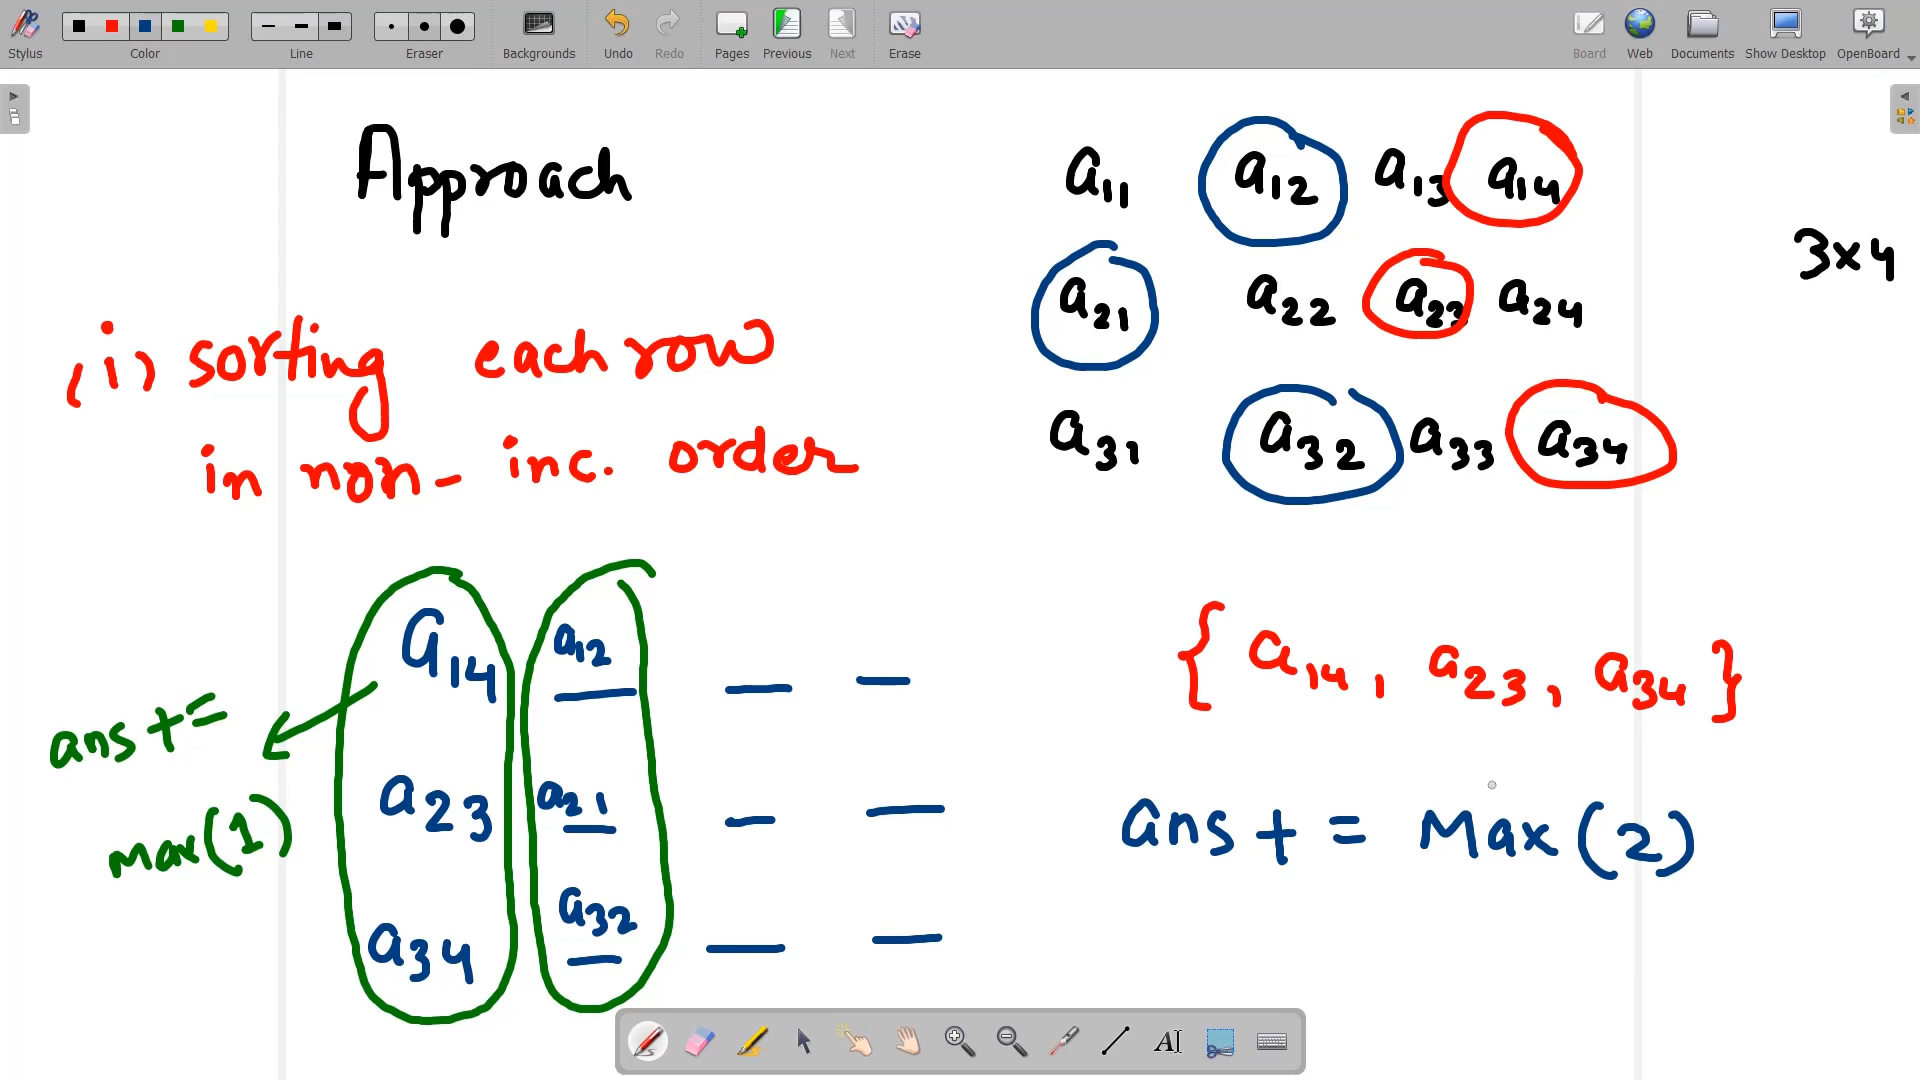 Stylus Color Line Eraser Backgrounds Undo Redo Pages Previous Next Erase Board Web Documents Show Desktop OpenBoard
Approach
(i) sorting each row
in non-inc. order
a11 a12 a13 a14
a21 a22 a23 a24
a31 a32 a33 a34
3x4
a14 a12
a23 a21
a34 a32
ans +=
max(1)
{ a14, a23, a34 }
ans + = Max (2)
AI